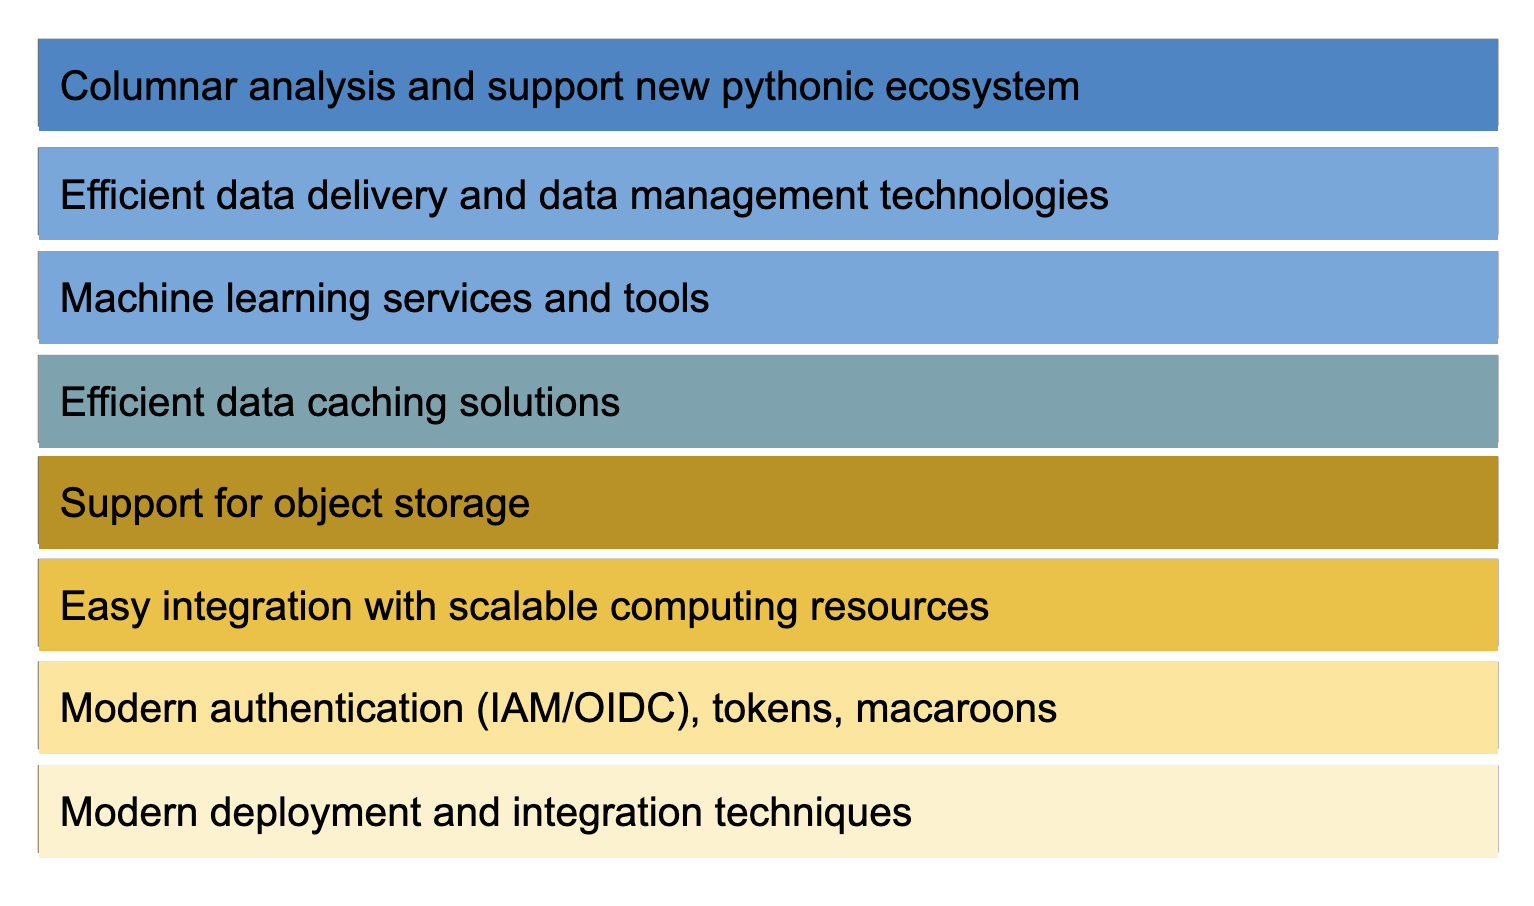 Columnar analysis and support new pythonic ecosystem
Efficient data delivery and data management technologies
Machine learning services and tools
Efficient data caching solutions
Support for object storage
Easy integration with scalable computing resources
Modern authentication (IAM/OIDC), tokens, macaroons
Modern deployment and integration techniques